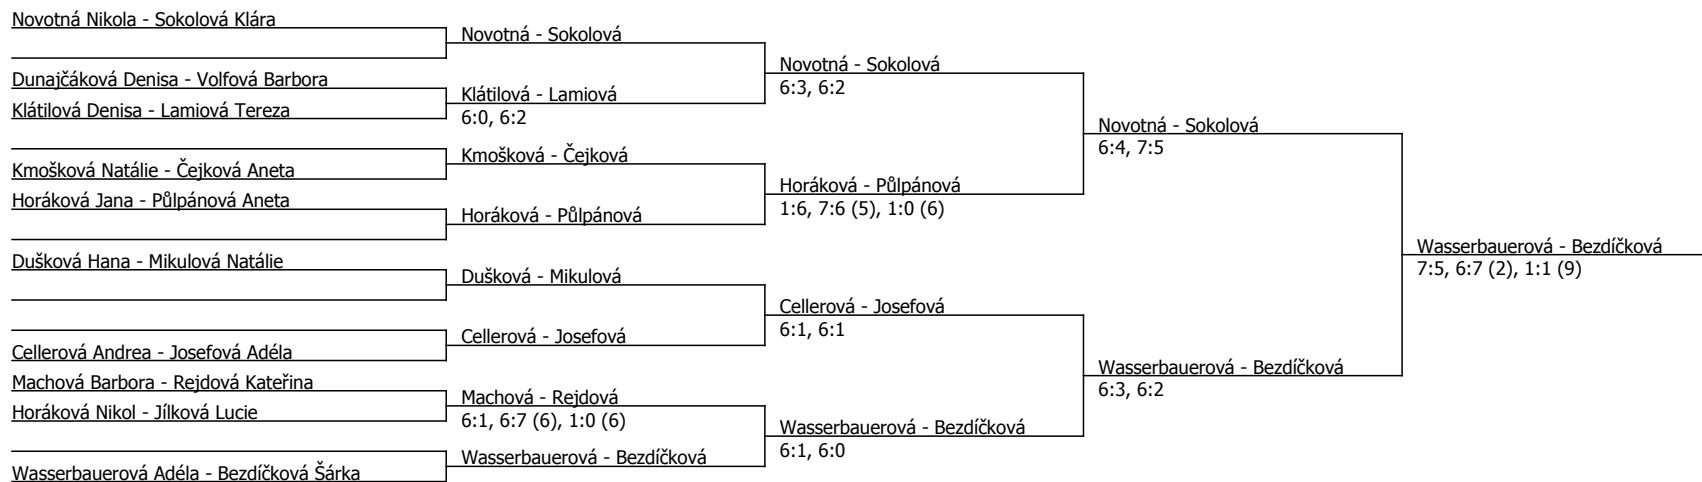 Novotná Nikola - Sokolová Klára
Dunajčáková Denisa - Volfová Barbora
Klátilová Denisa - Lamiová Tereza
Kmošková Natálie - Čejková Aneta
Horáková Jana - Půlpánová Aneta
Dušková Hana - Mikulová Natálie
Cellerová Andrea - Josefová Adéla
Machová Barbora - Rejdová Kateřina
Horáková Nikol - Jílková Lucie
Wasserbauerová Adéla - Bezdíčková Šárka
Novotná - Sokolová
Klátilová - Lamiová
6:0, 6:2
Kmošková - Čejková
Horáková - Půlpánová
Dušková - Mikulová
Cellerová - Josefová
Machová - Rejdová
6:1, 6:7 (6), 1:0 (6)
Wasserbauerová - Bezdíčková
Novotná - Sokolová
6:3, 6:2
Horáková - Půlpánová
1:6, 7:6 (5), 1:0 (6)
Cellerová - Josefová
6:1, 6:1
Wasserbauerová - Bezdíčková
6:1, 6:0
Novotná - Sokolová
6:4, 7:5
Wasserbauerová - Bezdíčková
6:3, 6:2
Wasserbauerová - Bezdíčková
7:5, 6:7 (2), 1:1 (9)